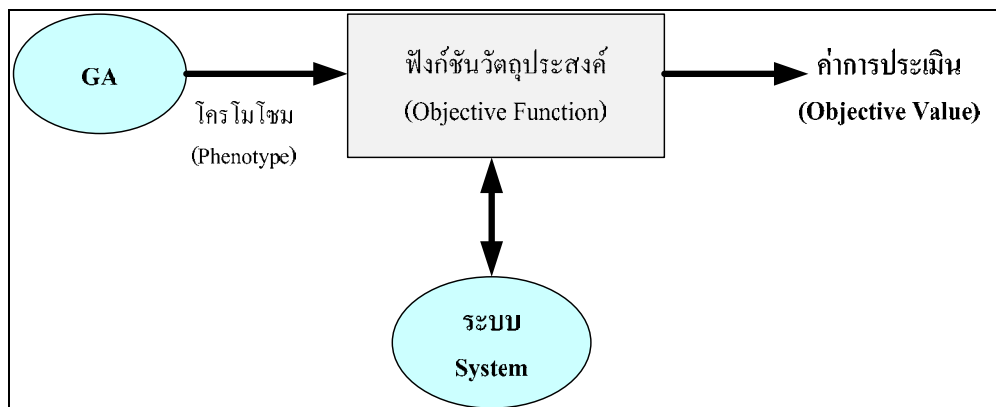 GA
โครโมโซม
(Phenotype)
ฟังก์ชันวัตถุประสงค์
(Objective Function)
ค่าการประเมิน
(Objective Value)
ระบบ
System